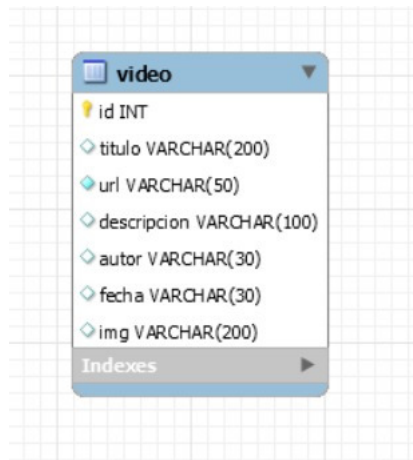 video
id INT
titulo VARCHAR(200)
url VARCHAR(50)
descripcion VARCHAR(100)
autor VARCHAR(30)
fecha VARCHAR(30)
img VARCHAR(200)
Indexes